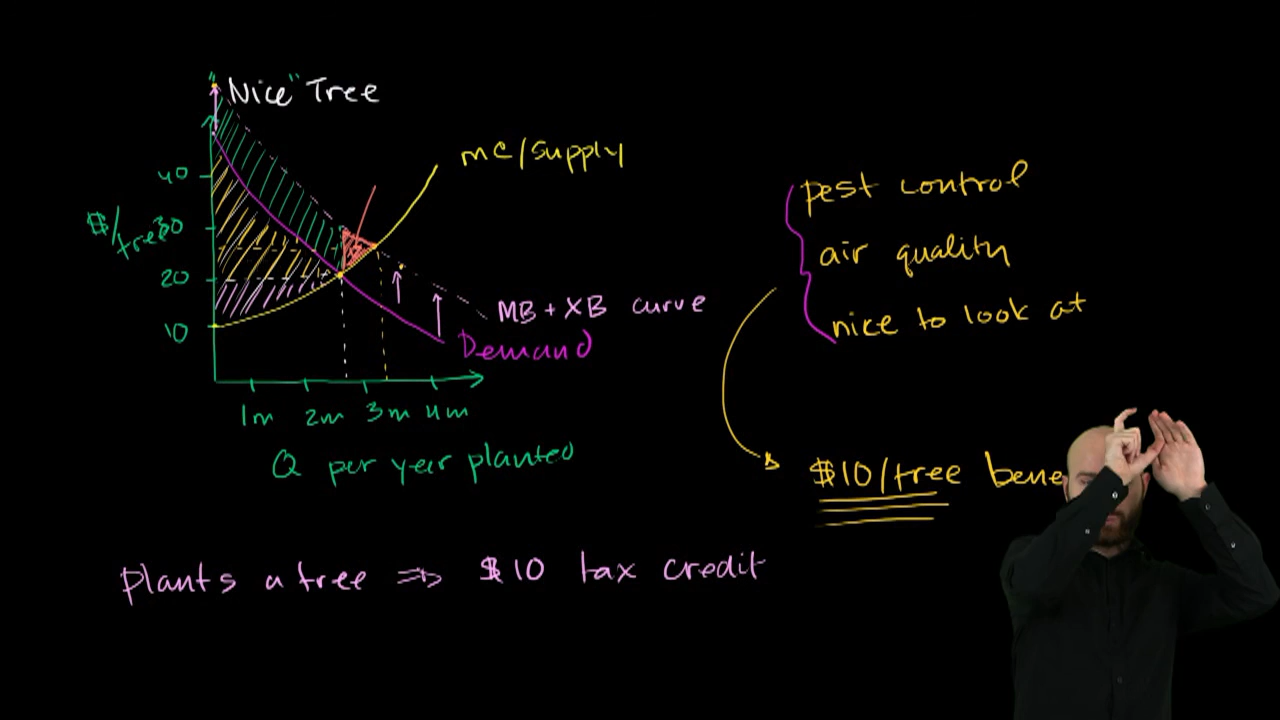 "Nice" Tree
mc/supply
40
$/tree
30
20
10
MB + XB curve
Demand
1m 2m 3m 4m
Q per year planted
pest control
air quality
nice to look at
$10/tree bene
plants a tree ⇒ $10 tax credit